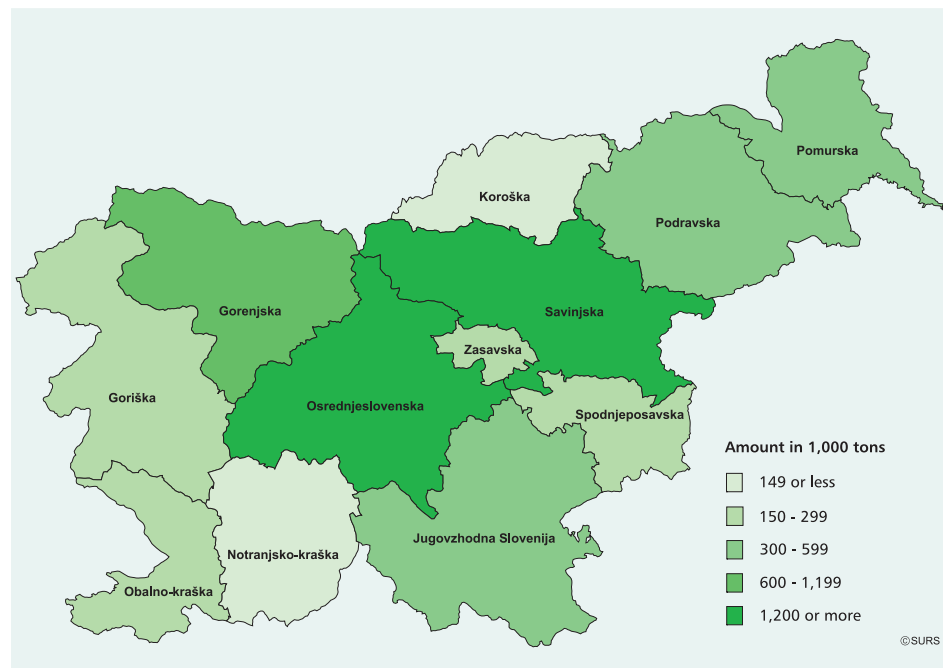 Pomurska
Koroška
Podravska
Gorenjska
Savinjska
Zasavska
Goriška
Osrednjeslovenska
Spodnjeposavska
Jugovzhodna Slovenija
Notranjsko-kraška
Obalno-kraška
Amount in 1,000 tons
149 or less
150 - 299
300 - 599
600 - 1,199
1,200 or more
©SURS